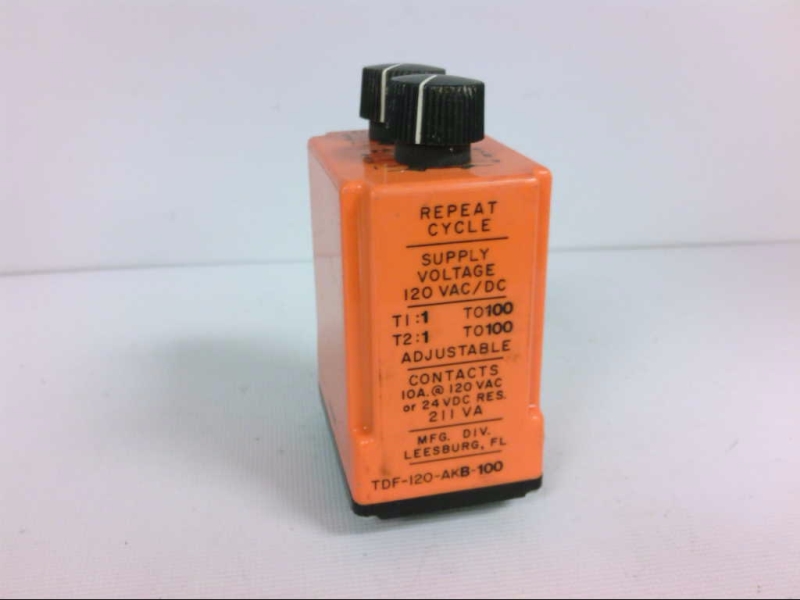 REPEAT
CYCLE
SUPPLY
VOLTAGE
120 VAC/DC
T1:1 TO100
T2:1 TO100
ADJUSTABLE
CONTACTS
10A.@ 120 VAC
or 24 VDC RES.
211 VA
MFG. DIV.
LEESBURG, FL
TDF-120-AKB-100